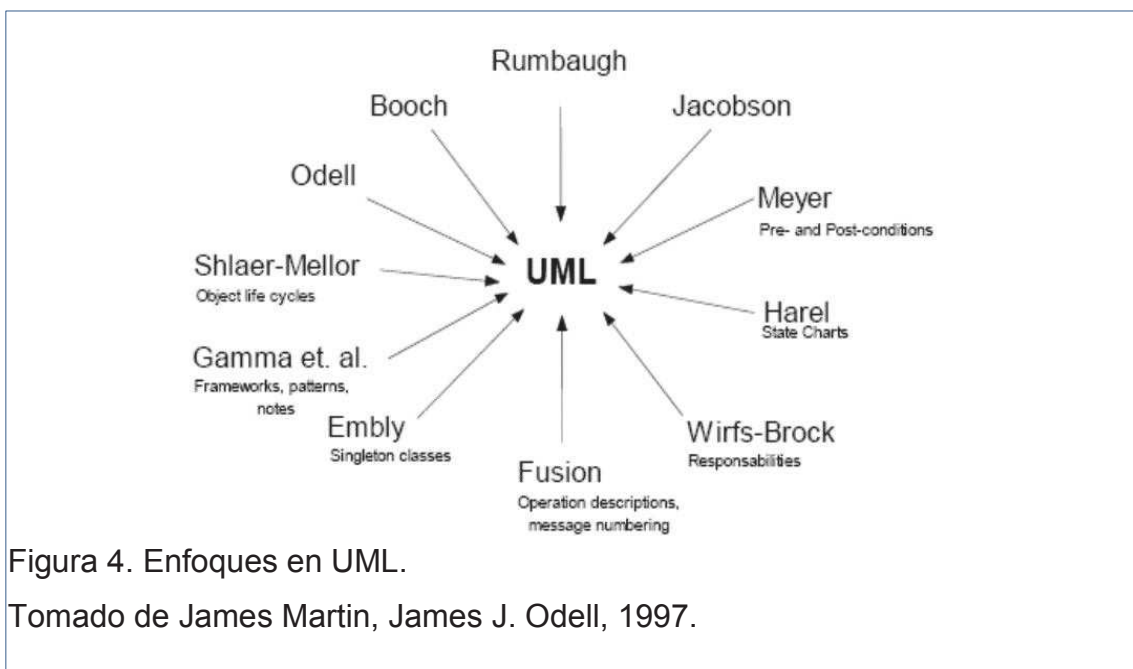 Rumbaugh
Booch
Jacobson
Odell
Meyer
Pre- and Post-conditions
UML
Shlaer-Mellor
Object life cycles
Harel
State Charts
Gamma et. al.
Frameworks, patterns,
notes
Embly
Singleton classes
Wirfs-Brock
Responsabilities
Fusion
Operation descriptions,
message numbering
Figura 4. Enfoques en UML.
Tomado de James Martin, James J. Odell, 1997.